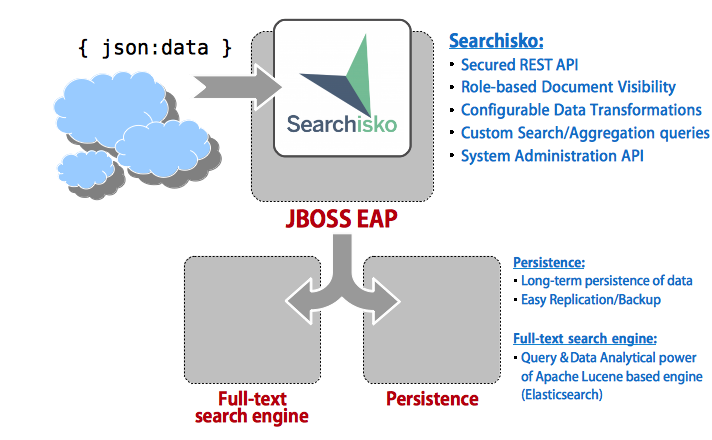 { json:data }
Searchisko
JBOSS EAP
Searchisko:
• Secured REST API
• Role-based Document Visibility
• Configurable Data Transformations
• Custom Search/Aggregation queries
• System Administration API
Full-text
search engine
Persistence
Persistence:
• Long-term persistence of data
• Easy Replication/Backup
Full-text search engine:
• Query & Data Analytical power
of Apache Lucene based engine
(Elasticsearch)